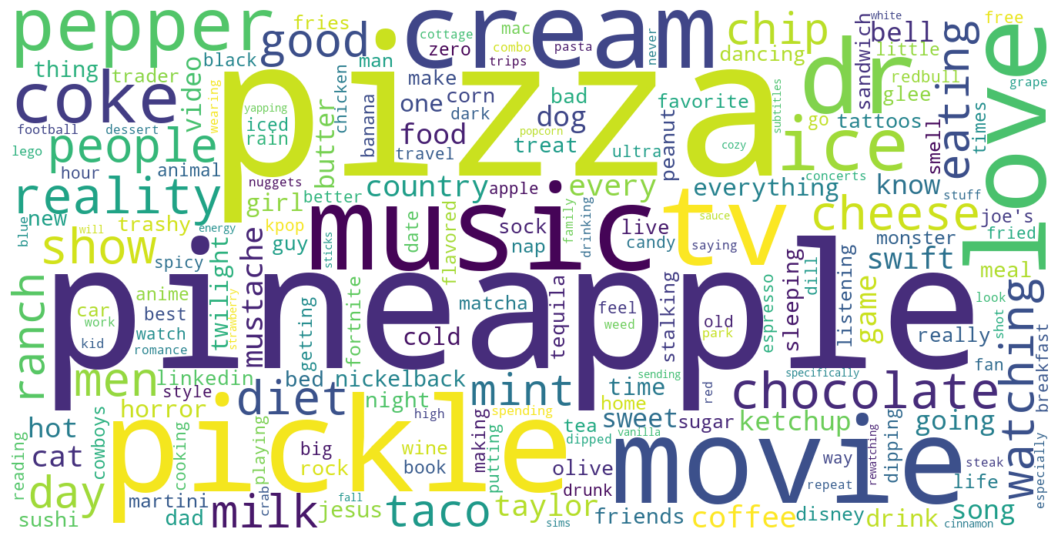 pepper
good
cream
chip
bell
free
white
fries
cottage
zero
mac
combo
trips
pasta
never
dancing
sandwich
little
grape
thing
trader
video
black
man
redbull
glee
coke
wearing
yapping
iced
rain
chicken
make
one
banana
corn
dark
food
travel
pizza
bad
dog
popcorn
treat
favorite
ultra
peanut
subtitles
cozy
dr
go
tattoos
smell
eating
times
love
football
dessert
lego
people
hour
animal
butter
ice
concerts
stuff
reality
nuggets
girl
better
country
apple
every
everything
know
new
trashy
kpop
guy
date
flavored
music
sock
nap
live
candy
family
drinking
sauce
saying
tv
cheese
joe's
fried
blue
will
energy
show
spicy
twilight
mustache
sticks
monster
swift
meal
ranch
pineapple
car
work
kid
anime
best
watch
romance
strawberry
getting
fortnite
matcha
cold
tequila
feel
weed
stalking
old
park
espresso
sleeping
dill
listening
game
really
look
shot
fan
watching
breakfast
men
linkedin
style
bed
nickelback
diet
mint
time
sending
red
specifically
chocolate
horror
night
high
spending
home
sweet
sugar
ketchup
going
hot
cat
cowboys
reading
cooking
pickle
playing
big
rock
wine
book
making
putting
tea
dipped
vanilla
olive
drunk
movie
way
repeat
rewatching
dipping
steak
life
especially
day
sushi
martini
dad
milk
crab
fall
jesus
taco
sims
taylor
friends
coffee
disney
drink
song
cinnamon